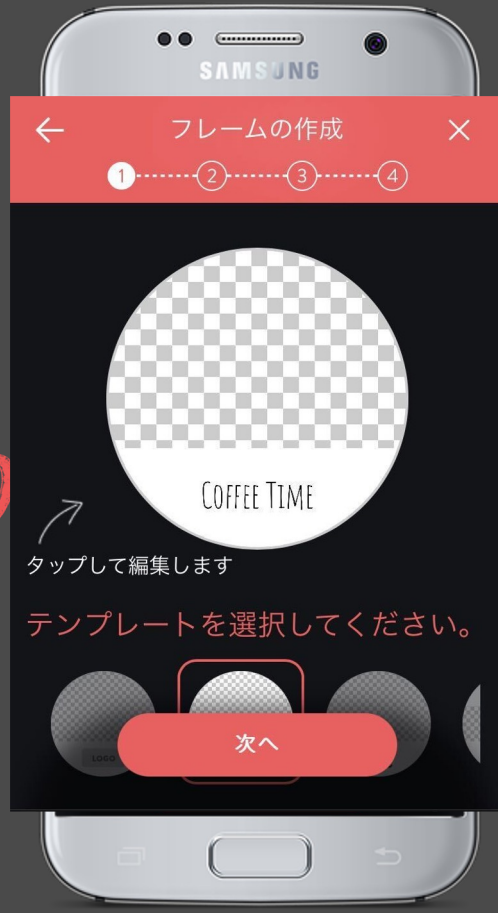 SAMSUNG
フレームの作成
1 2 3 4
COFFEE TIME
タップして編集します
テンプレートを選択してください。
LOGO
次へ